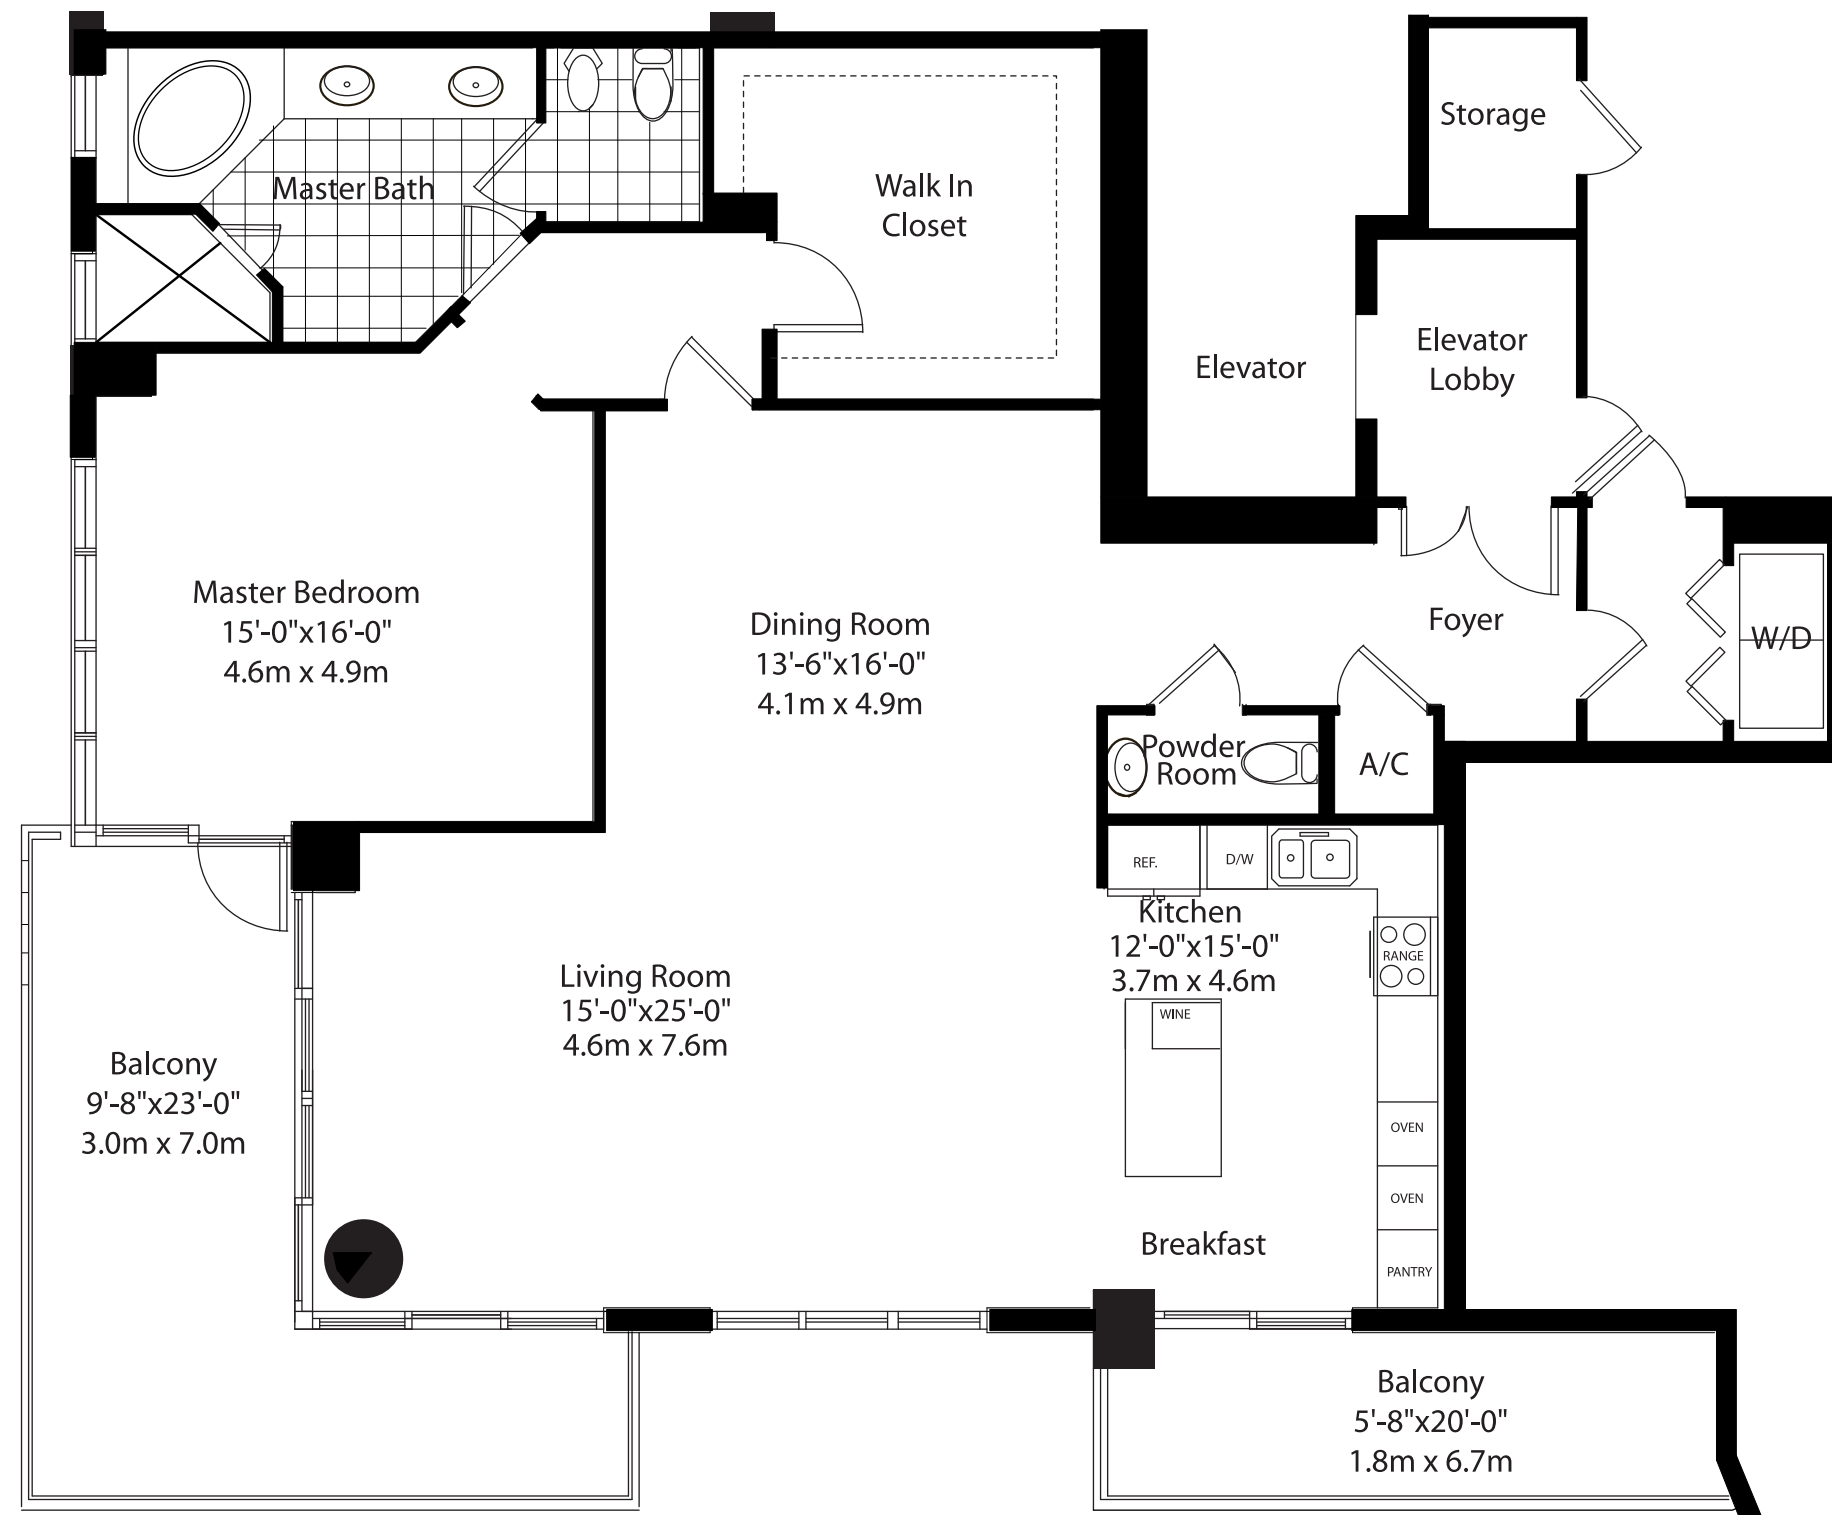 Storage
Master Bath
Walk In
Closet
Elevator
Lobby
Elevator
Master Bedroom
15'-0"x16'-0"
4.6m x 4.9m
Dining Room
13'-6"x16'-0"
4.1m x 4.9m
Foyer
W/D
Powder
Room
A/C
REF.
D/W
Kitchen
12'-0"x15'-0"
3.7m x 4.6m
RANGE
Living Room
15'-0"x25'-0"
4.6m x 7.6m
WINE
Balcony
9'-8"x23'-0"
3.0m x 7.0m
OVEN
OVEN
Breakfast
PANTRY
Balcony
5'-8"x20'-0"
1.8m x 6.7m